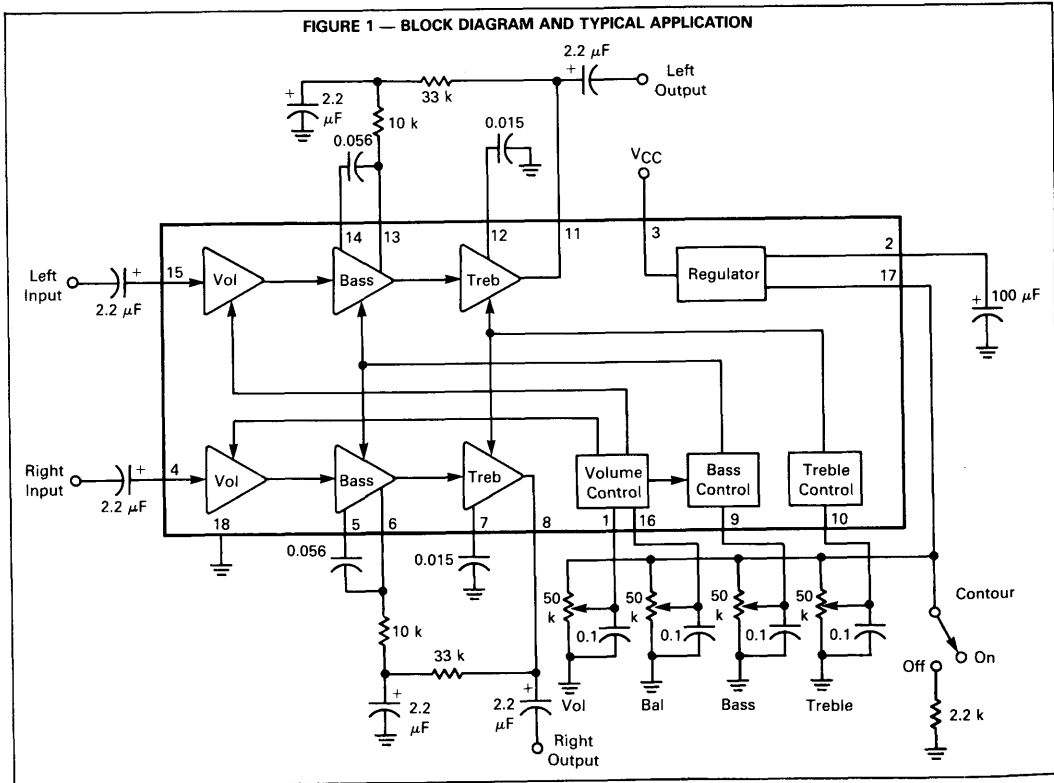 FIGURE 1 — BLOCK DIAGRAM AND TYPICAL APPLICATION
2.2 μF
+
Left
Output
33 k
+
2.2
μF
10 k
0.056
0.015
VCC
14
13
12
11
3
2
17
Left
Input
+
2.2 μF
15
Vol
Bass
Treb
Regulator
+
100 μF
Right
Input
+
2.2 μF
4
Vol
Bass
Treb
Volume
Control
Bass
Control
Treble
Control
18
5
6
7
8
1
16
9
10
0.056
0.015
50
k
50
k
50
k
50
k
0.1
0.1
0.1
0.1
Contour
On
Off
10 k
33 k
+
2.2
μF
2.2
μF
+
Vol
Bal
Bass
Treble
2.2 k
Right
Output